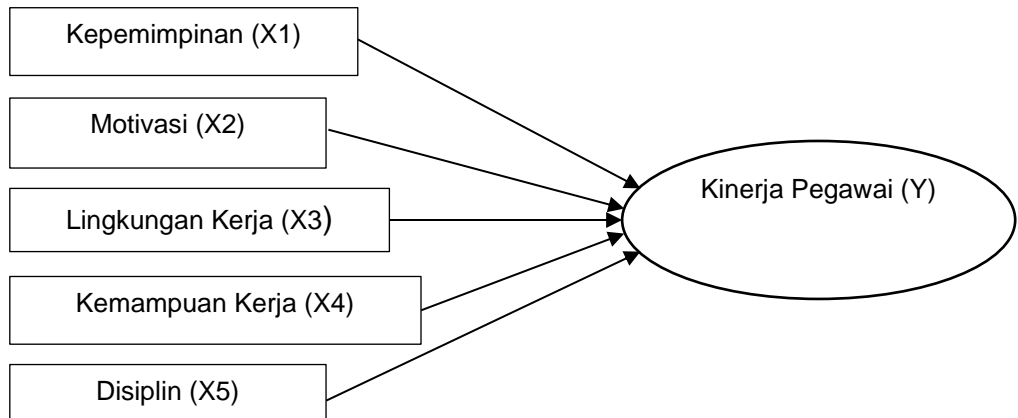 Kepemimpinan (X1)
Motivasi (X2)
Lingkungan Kerja (X3)
Kemampuan Kerja (X4)
Disiplin (X5)
Kinerja Pegawai (Y)